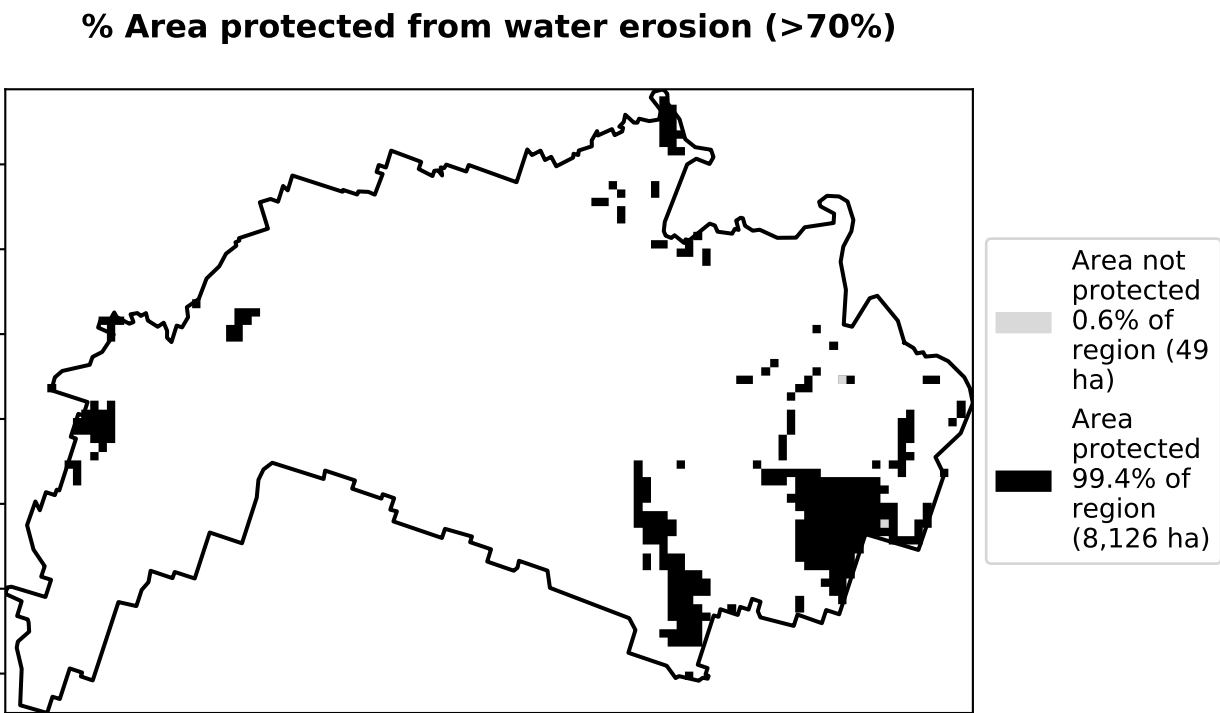 % Area protected from water erosion (>70%)
Area not
protected
0.6% of
region (49
ha)
Area
protected
99.4% of
region
(8,126 ha)